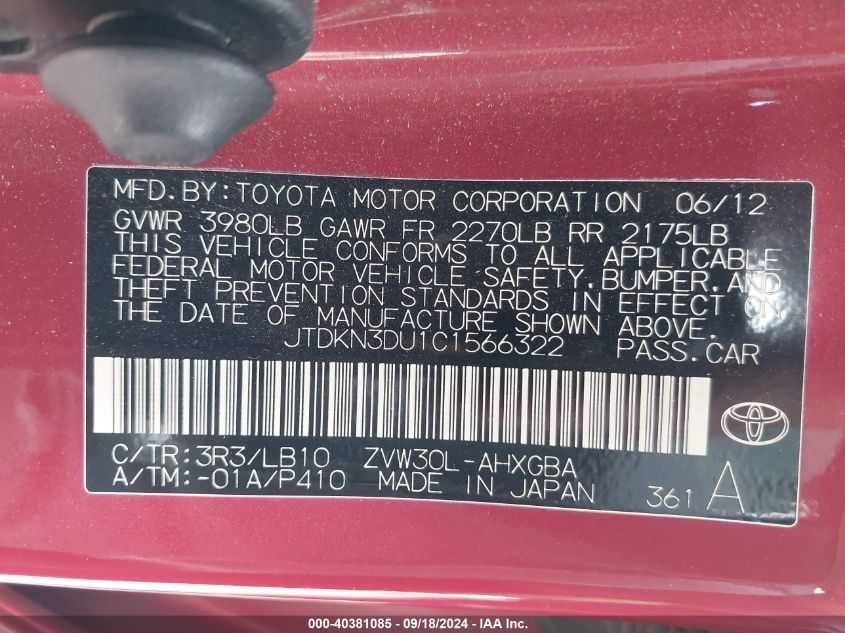 MFD.BY:TOYOTA MOTOR CORPORATION 06/12
GVWR 3980LB GAWR FR 2270LB RR 2175LB
THIS VEHICLE CONFORMS TO ALL APPLICABLE
FEDERAL MOTOR VEHICLE SAFETY.BUMPER.AND
THEFT PREVENTION STANDARDS IN EFFECT ON
THE DATE OF MANUFACTURE SHOWN ABOVE.
JTDKN3DU1C1566322 PASS.CAR
C/TR:3R3/LB10 ZVW30L-AHXGBA
A/TM:-01A/P410 MADE IN JAPAN 361 A
000-40381085 - 09/18/2024 - IAA Inc.